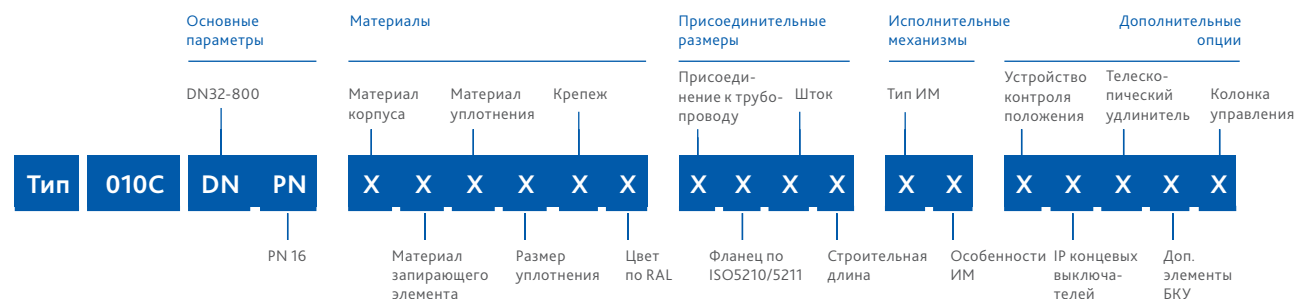 Основные
параметры
Материалы
Присоединительные
размеры
Исполнительные
механизмы
Дополнительные
опции
DN32-800
Материал
корпуса
Материал
уплотнения
Крепеж
Присоеди-
нение к трубо-
проводу
Шток
Тип ИМ
Устройство
контроля
положения
Телеско-
пический
удлинитель
Колонка
управления
Тип 010С DN PN X X X X X X X X X X X X X X X X X
PN 16
Материал
запирающего
элемента
Размер
уплотнения
Цвет
по RAL
Фланец по
ISO5210/5211
Строительная
длина
Особенности
ИМ
IP концевых
выключа-
телей
Доп.
элементы
БКУ